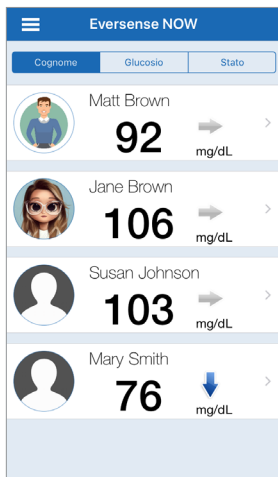 Eversense NOW
Cognome Glucosio Stato
Matt Brown
92 mg/dL
Jane Brown
106 mg/dL
Susan Johnson
103 mg/dL
Mary Smith
76 mg/dL